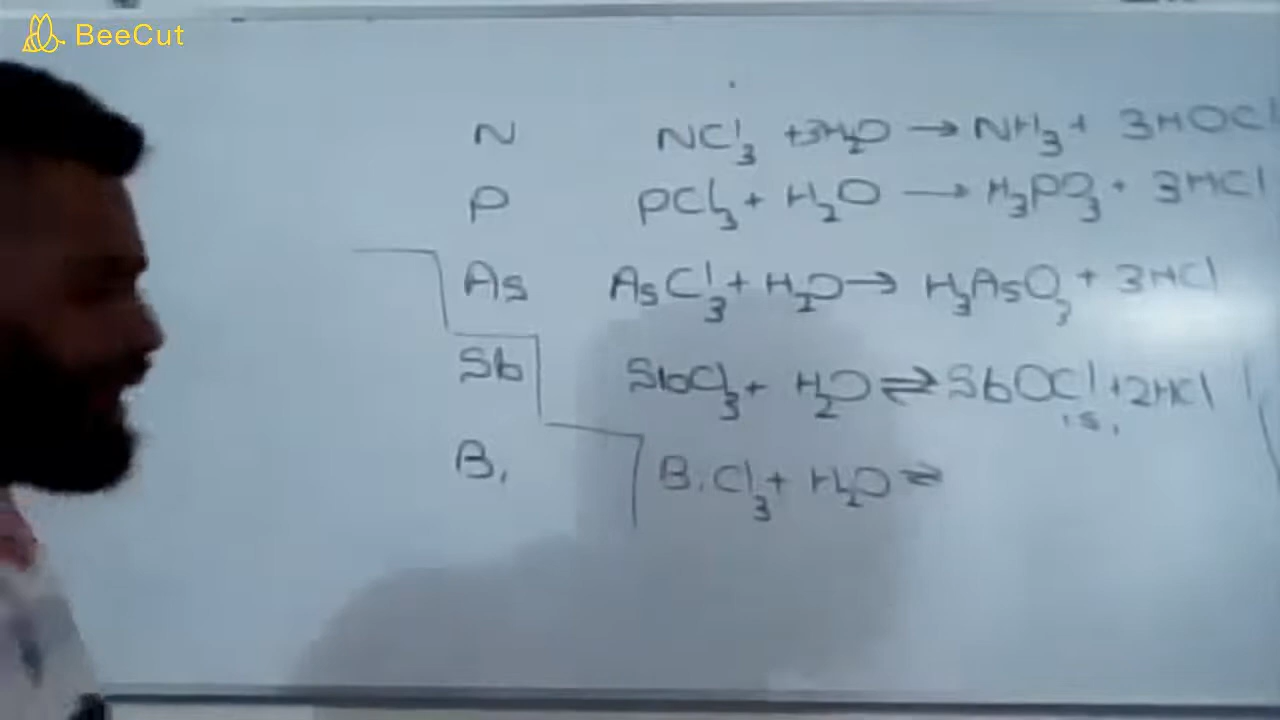 BeeCut
N NCl3 +3H2O → NH3 + 3HOCl
P PCl3 + H2O → H3PO3 + 3HCl
As AsCl3 + H2O → H3AsO3 + 3HCl
Sb SbCl3 + H2O ⇌ SbOCl + 2HCl
Bi BiCl3 + H2O ⇌